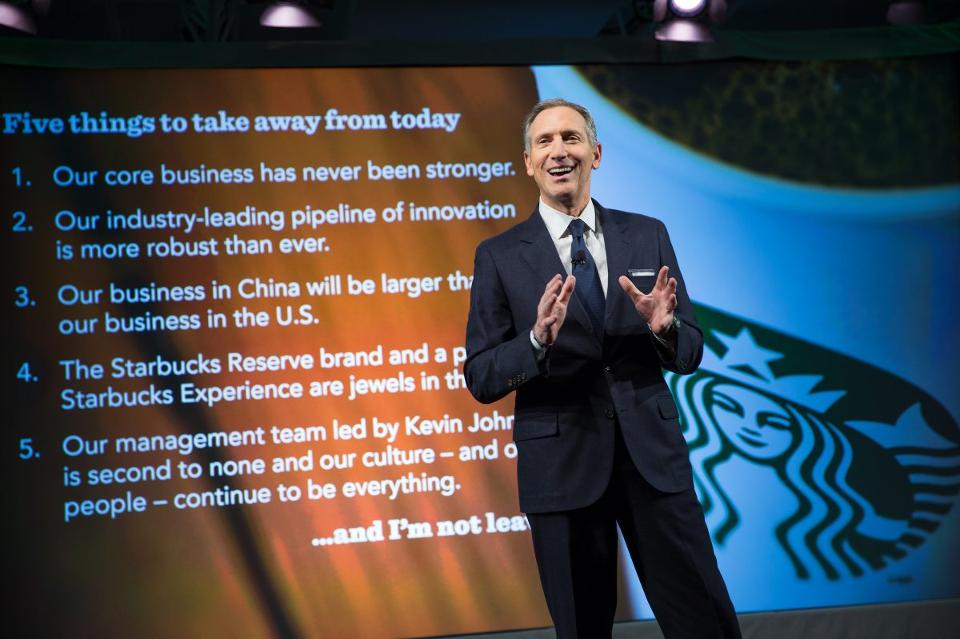 Five things to take away from today
1. Our core business has never been stronger.
2. Our industry-leading pipeline of innovation
is more robust than ever.
3. Our business in China will be larger
our business in the U.S.
4. The Starbucks Reserve brand and a
Starbucks Experience are jewels in
5. Our management team led by Kevin
is second to none and our culture – and
people – continue to be everything.
...and I'm not